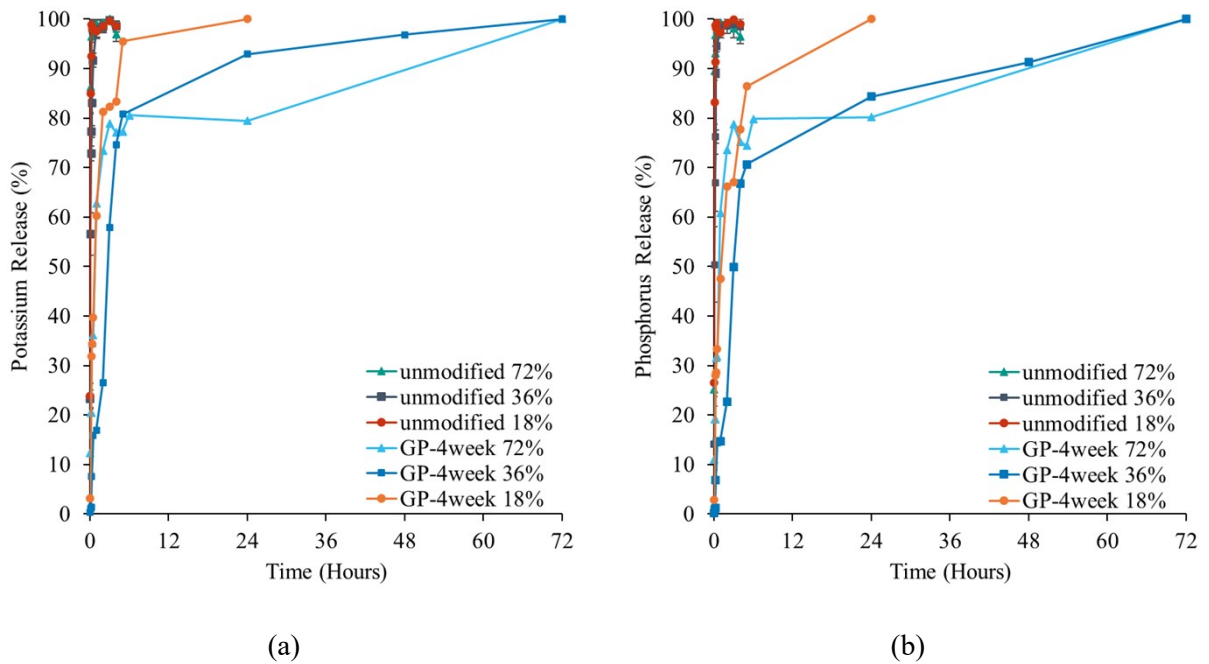 100
90
80
70
60
50
40
30
20
10
0
Potassium Release (%)
unmodified 72%
unmodified 36%
unmodified 18%
GP-4week 72%
GP-4week 36%
GP-4week 18%
0 12 24 36 48 60 72
Time (Hours)
(a)
100
90
80
70
60
50
40
30
20
10
0
Phosphorus Release (%)
unmodified 72%
unmodified 36%
unmodified 18%
GP-4week 72%
GP-4week 36%
GP-4week 18%
0 12 24 36 48 60 72
Time (Hours)
(b)